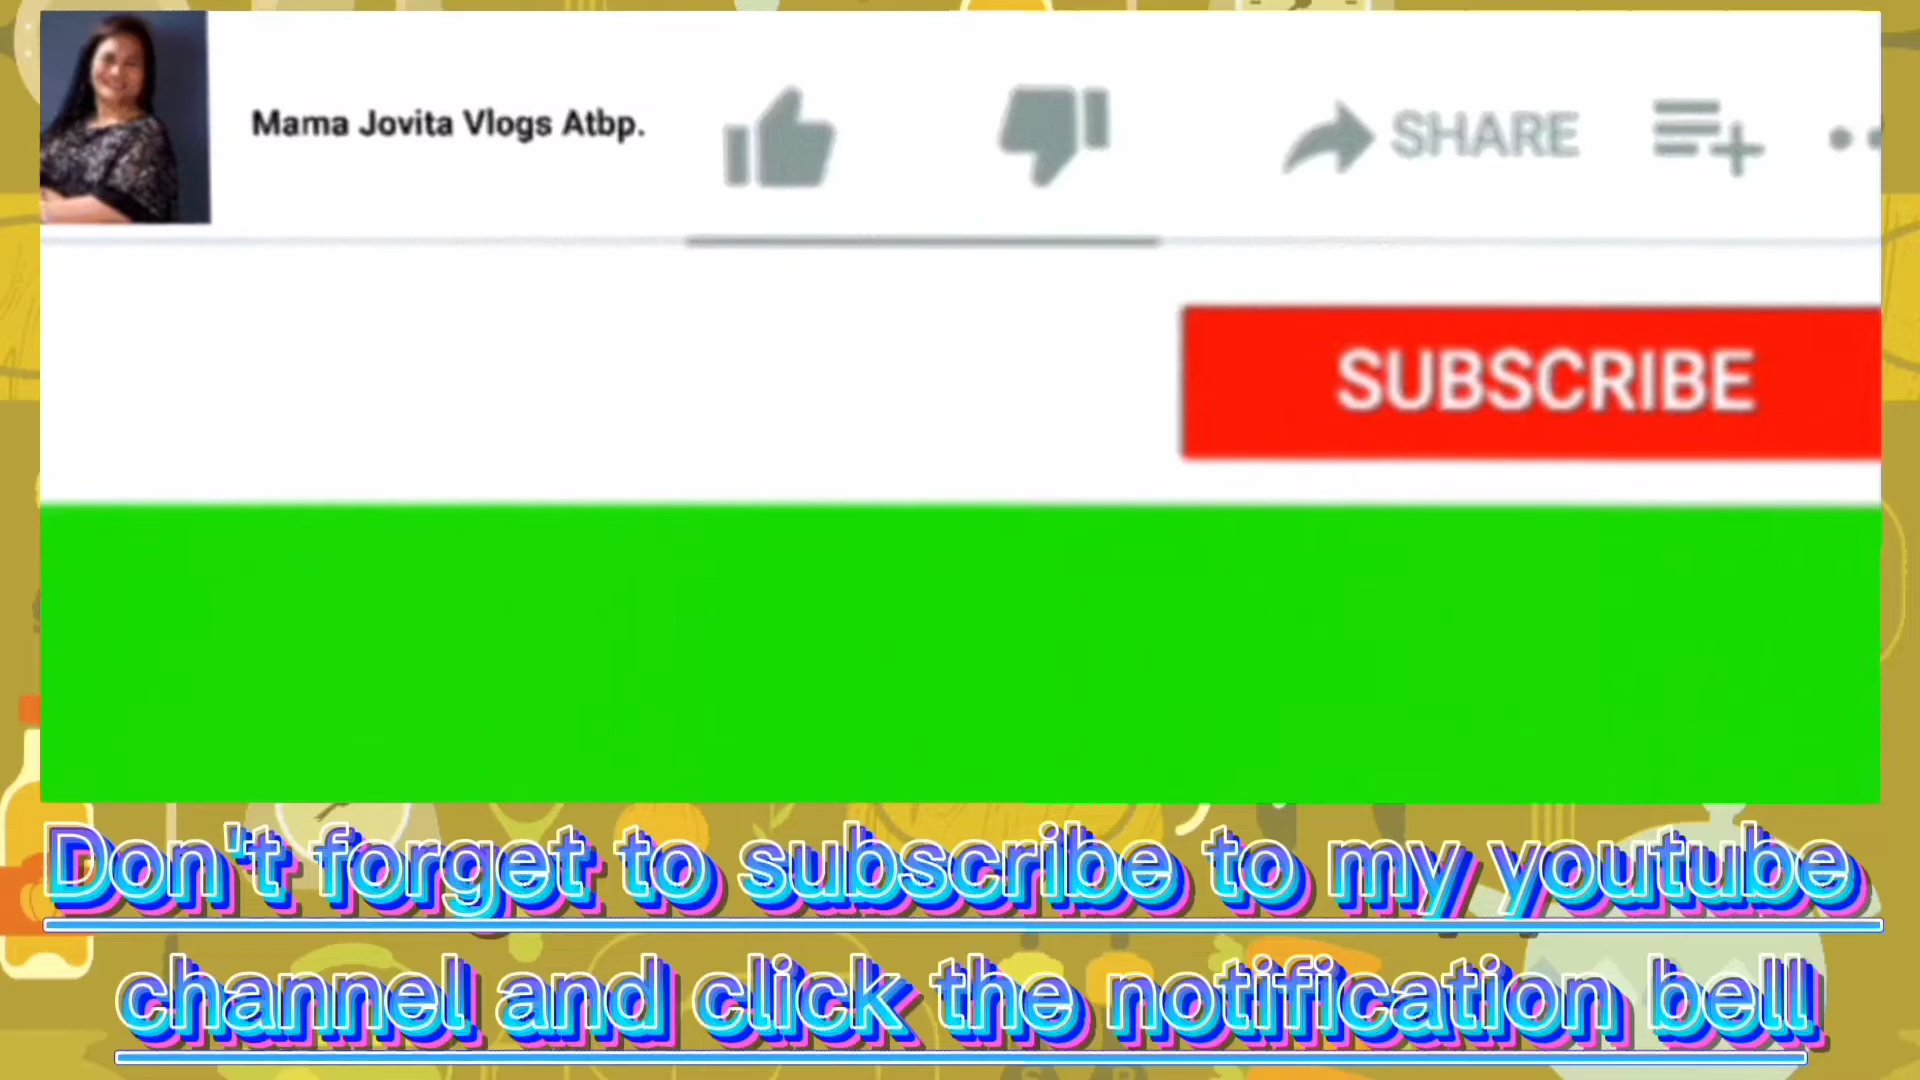 Mama Jovita Vlogs Atbp.
SHARE
SUBSCRIBE
Don't forget to subscribe to my youtube
channel and click the notification bell